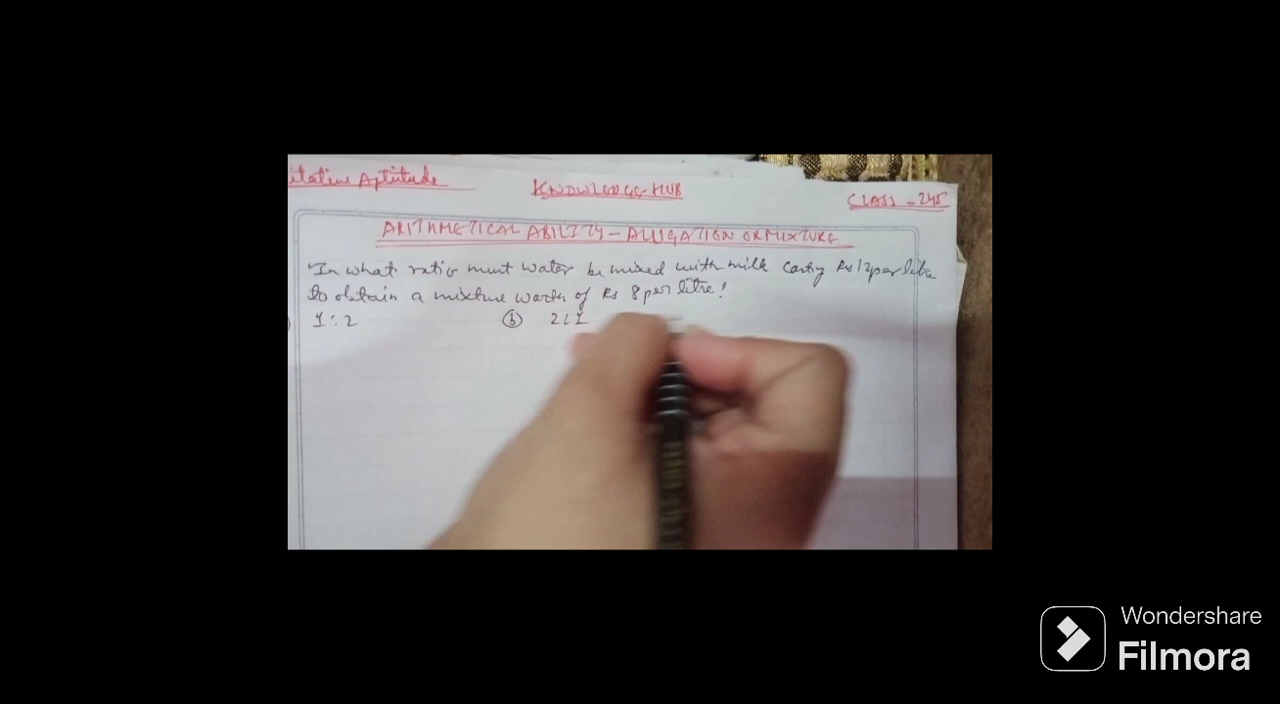 itative Aptitude
KNOWLEDGE-HUB
CLASS - 245
ARITHMETICAL ABILITY - ALLIGATION OR MIXTURE
In what ratio must water be mixed with milk costing Rs 12 per litre
to obtain a mixture worth of Rs 8 per litre!
1:2
(b) 2:1
Wondershare
Filmora